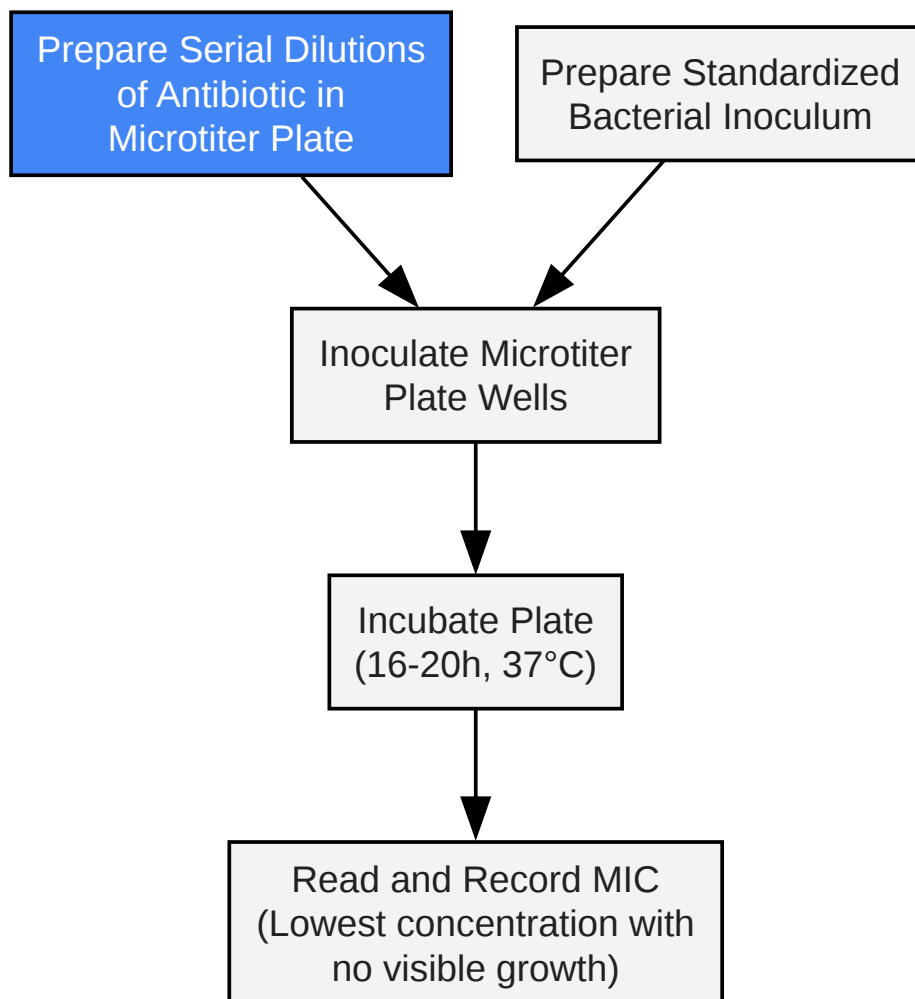 Prepare Serial Dilutions
of Antibiotic in
Microtiter Plate
Prepare Standardized
Bacterial Inoculum
Inoculate Microtiter
Plate Wells
Incubate Plate
(16-20h, 37°C)
Read and Record MIC
(Lowest concentration with
no visible growth)